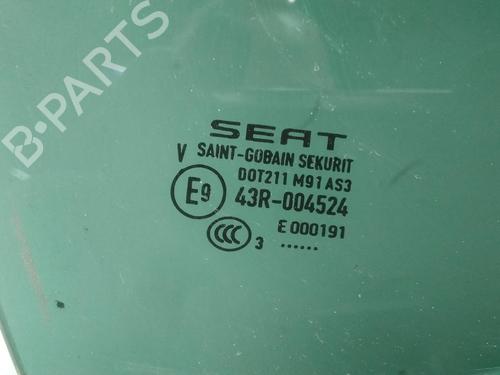 B-PARTS
SEAT
V SAINT-GOBAIN SEKURIT
DOT211 M91 AS3
E9 43R-004524
E 000191
CCC 3 ......